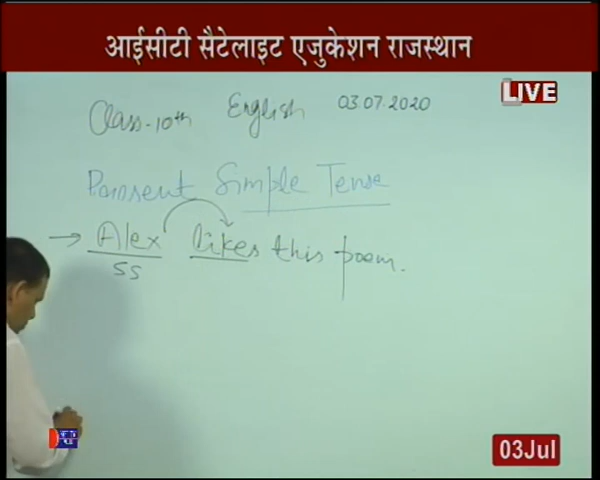 आईसीटी सैटेलाइट एजुकेशन राजस्थान
LIVE
Class-10th English 03.07.2020
Pansent Simple Tense
→ Alex likes this poem.
SS
03Jul